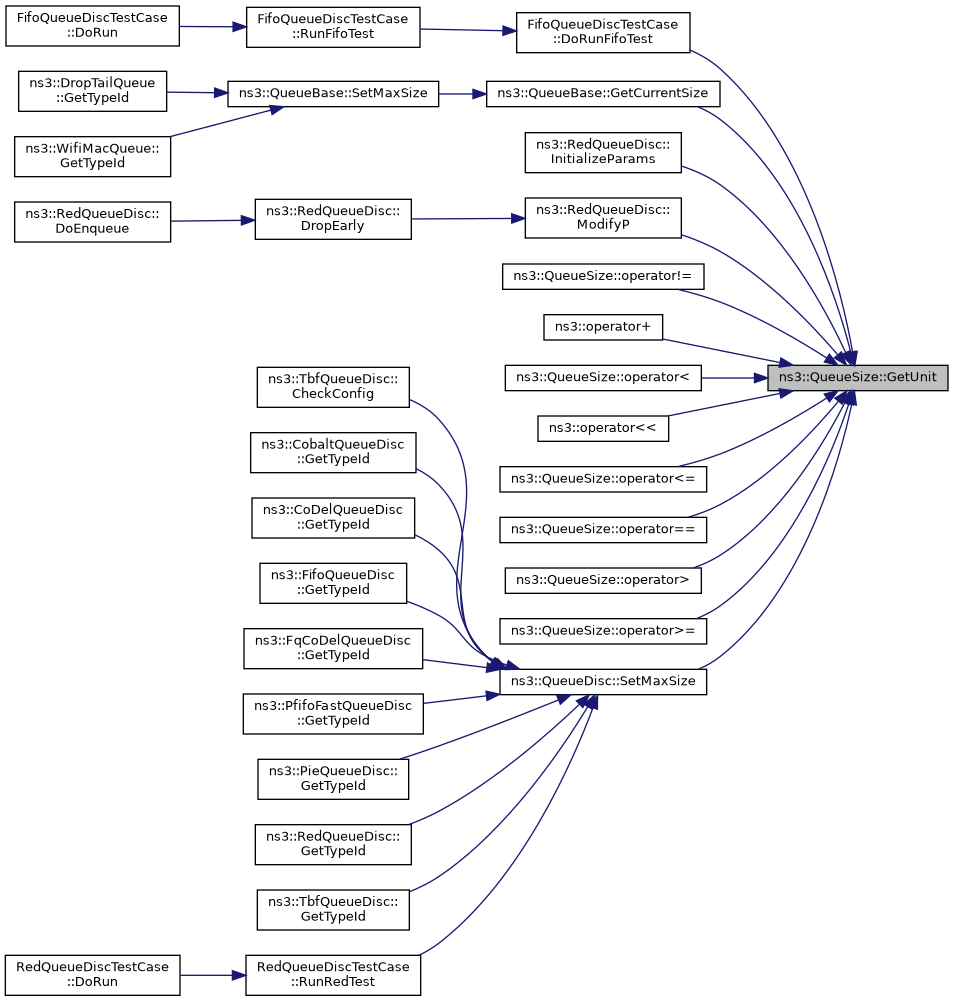 FifoQueueDiscTestCase
::DoRun
FifoQueueDiscTestCase
::RunFifoTest
FifoQueueDiscTestCase
::DoRunFifoTest
ns3::DropTailQueue
::GetTypeId
ns3::QueueBase::SetMaxSize
ns3::QueueBase::GetCurrentSize
ns3::WifiMacQueue::
GetTypeId
ns3::RedQueueDisc::
InitializeParams
ns3::RedQueueDisc::
DoEnqueue
ns3::RedQueueDisc::
DropEarly
ns3::RedQueueDisc::
ModifyP
ns3::QueueSize::operator!=
ns3::operator+
ns3::QueueSize::operator<
ns3::QueueSize::GetUnit
ns3::TbfQueueDisc::
CheckConfig
ns3::operator<<
ns3::CobaltQueueDisc
::GetTypeId
ns3::QueueSize::operator<=
ns3::CoDelQueueDisc
::GetTypeId
ns3::QueueSize::operator==
ns3::FifoQueueDisc
::GetTypeId
ns3::QueueSize::operator>
ns3::FqCoDelQueueDisc
::GetTypeId
ns3::QueueSize::operator>=
ns3::QueueDisc::SetMaxSize
ns3::PfifoFastQueueDisc
::GetTypeId
ns3::PieQueueDisc::
GetTypeId
ns3::RedQueueDisc::
GetTypeId
ns3::TbfQueueDisc::
GetTypeId
RedQueueDiscTestCase
::DoRun
RedQueueDiscTestCase
::RunRedTest